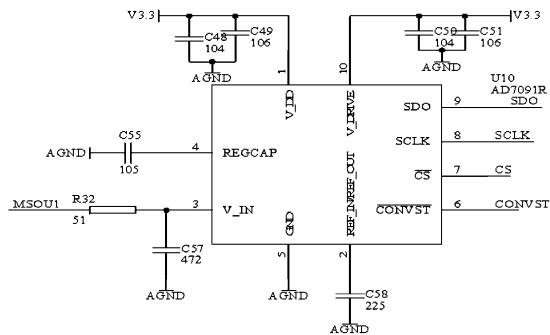 V3.3
C48
104
C49
106
AGND
C50
104
C51
106
V3.3
AGND
U10
AD7091R
1
10
V_DD
V_DRIVE
SDO
9
SDO
SCLK
8
SCLK
CS
7
CS
CONVST
6
CONVST
C55
AGND
105
4
REGCAP
MSOU1
R32
51
3
V_IN
REF_IN/REF_OUT
GND
C57
472
AGND
5
AGND
2
C58
225
AGND